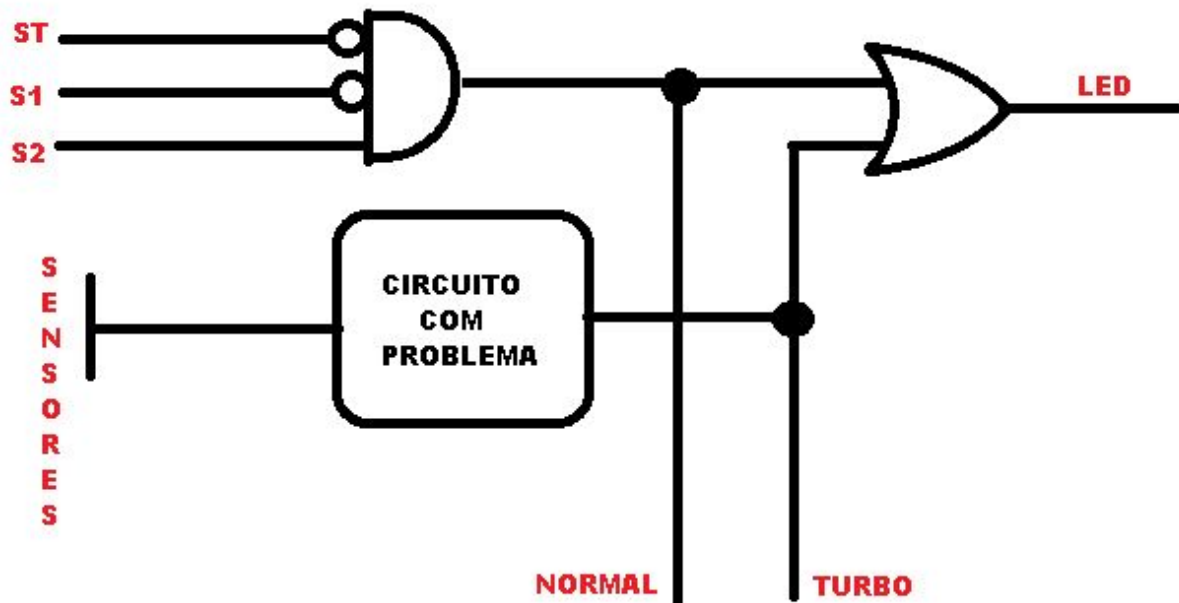 ST
S1
S2
LED
SENSORES
CIRCUITO
COM
PROBLEMA
NORMAL
TURBO